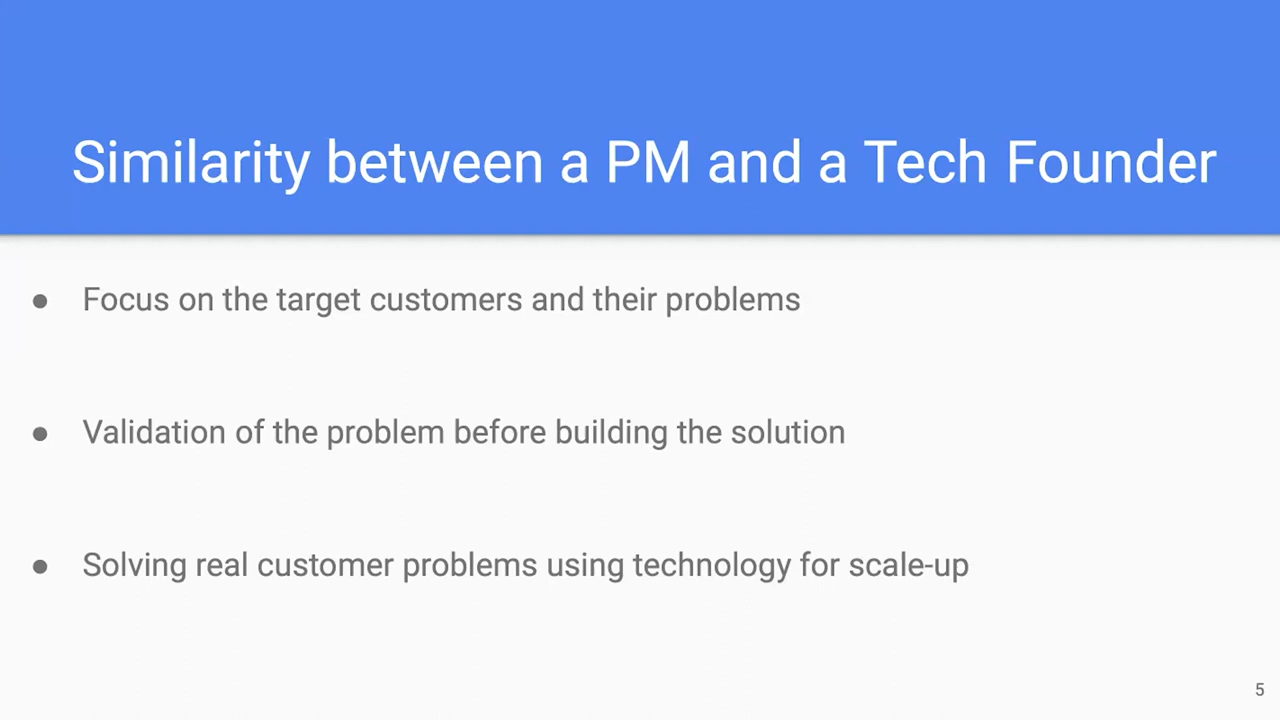 Similarity between a PM and a Tech Founder
● Focus on the target customers and their problems
● Validation of the problem before building the solution
● Solving real customer problems using technology for scale-up
5